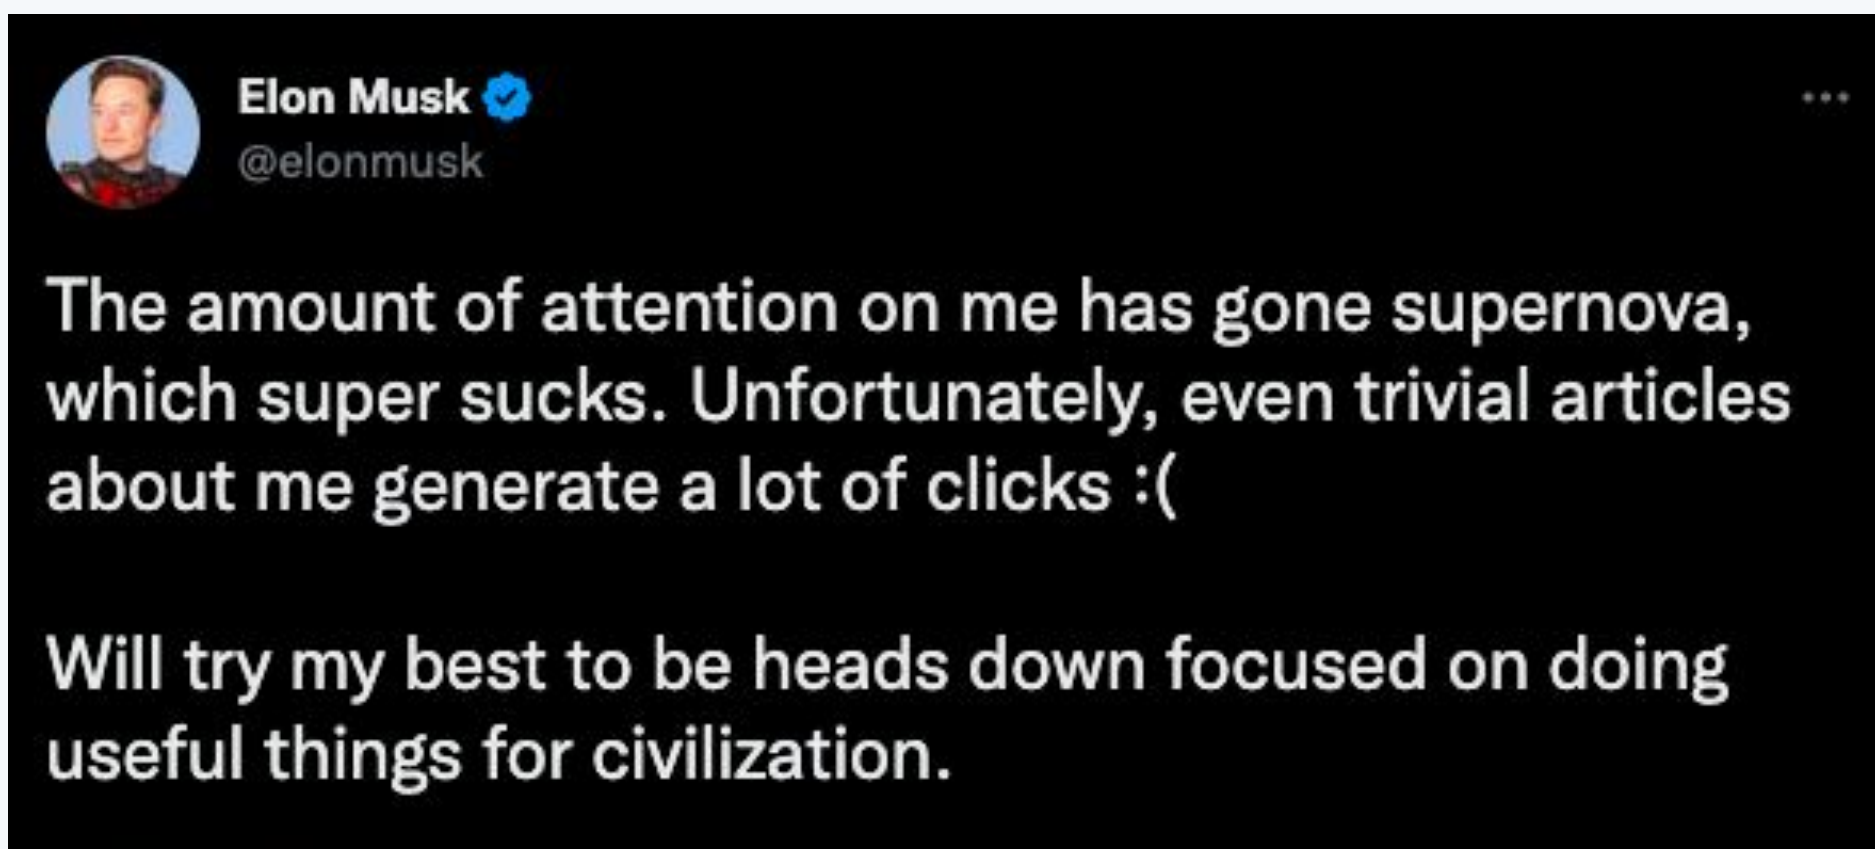 Elon Musk
@elonmusk
The amount of attention on me has gone supernova,
which super sucks. Unfortunately, even trivial articles
about me generate a lot of clicks :(
Will try my best to be heads down focused on doing
useful things for civilization.